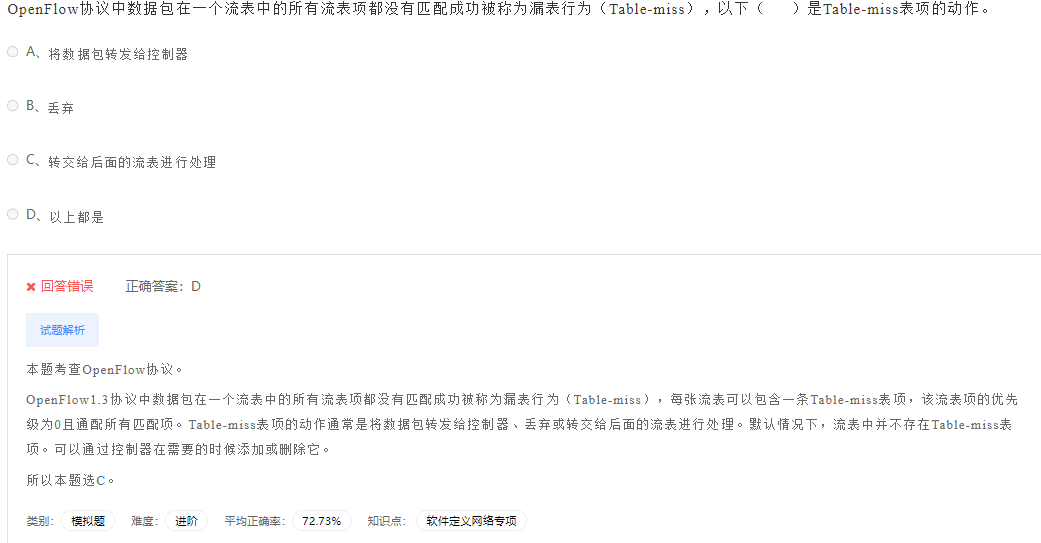 OpenFlow协议中数据包在一个流表中的所有流表项都没有匹配成功被称为漏表行为（Table-miss），以下（　　）是Table-miss表项的动作。
A、将数据包转发给控制器
B、丢弃
C、转交给后面的流表进行处理
D、以上都是
✖ 回答错误 正确答案：D
试题解析
本题考查OpenFlow协议。
OpenFlow1.3协议中数据包在一个流表中的所有流表项都没有匹配成功被称为漏表行为（Table-miss），每张流表可以包含一条Table-miss表项，该流表项的优先
级为0且通配所有匹配项。Table-miss表项的动作通常是将数据包转发给控制器、丢弃或转交给后面的流表进行处理。默认情况下，流表中并不存在Table-miss表
项。可以通过控制器在需要的时候添加或删除它。
所以本题选C。
类别： 模拟题 难度： 进阶 平均正确率： 72.73% 知识点： 软件定义网络专项